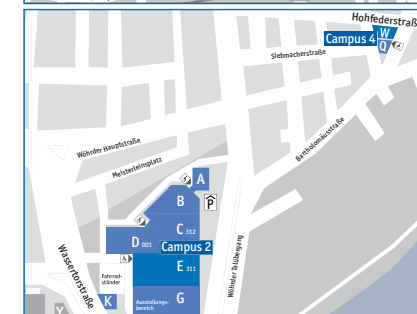 Hohfederstraß
Campus 4
W
Q
Siebmacherstraße
Bartholomäusstraße
Wöhrder Hauptstraße
Meisterleinsplatz
A
P
B
C 312
D 001
Campus 2
E 311
Wöhrder Talübergang
Wassertorstraße
Fahrrad-
ständer
K
Ausstellungs-
bereich
G
Y